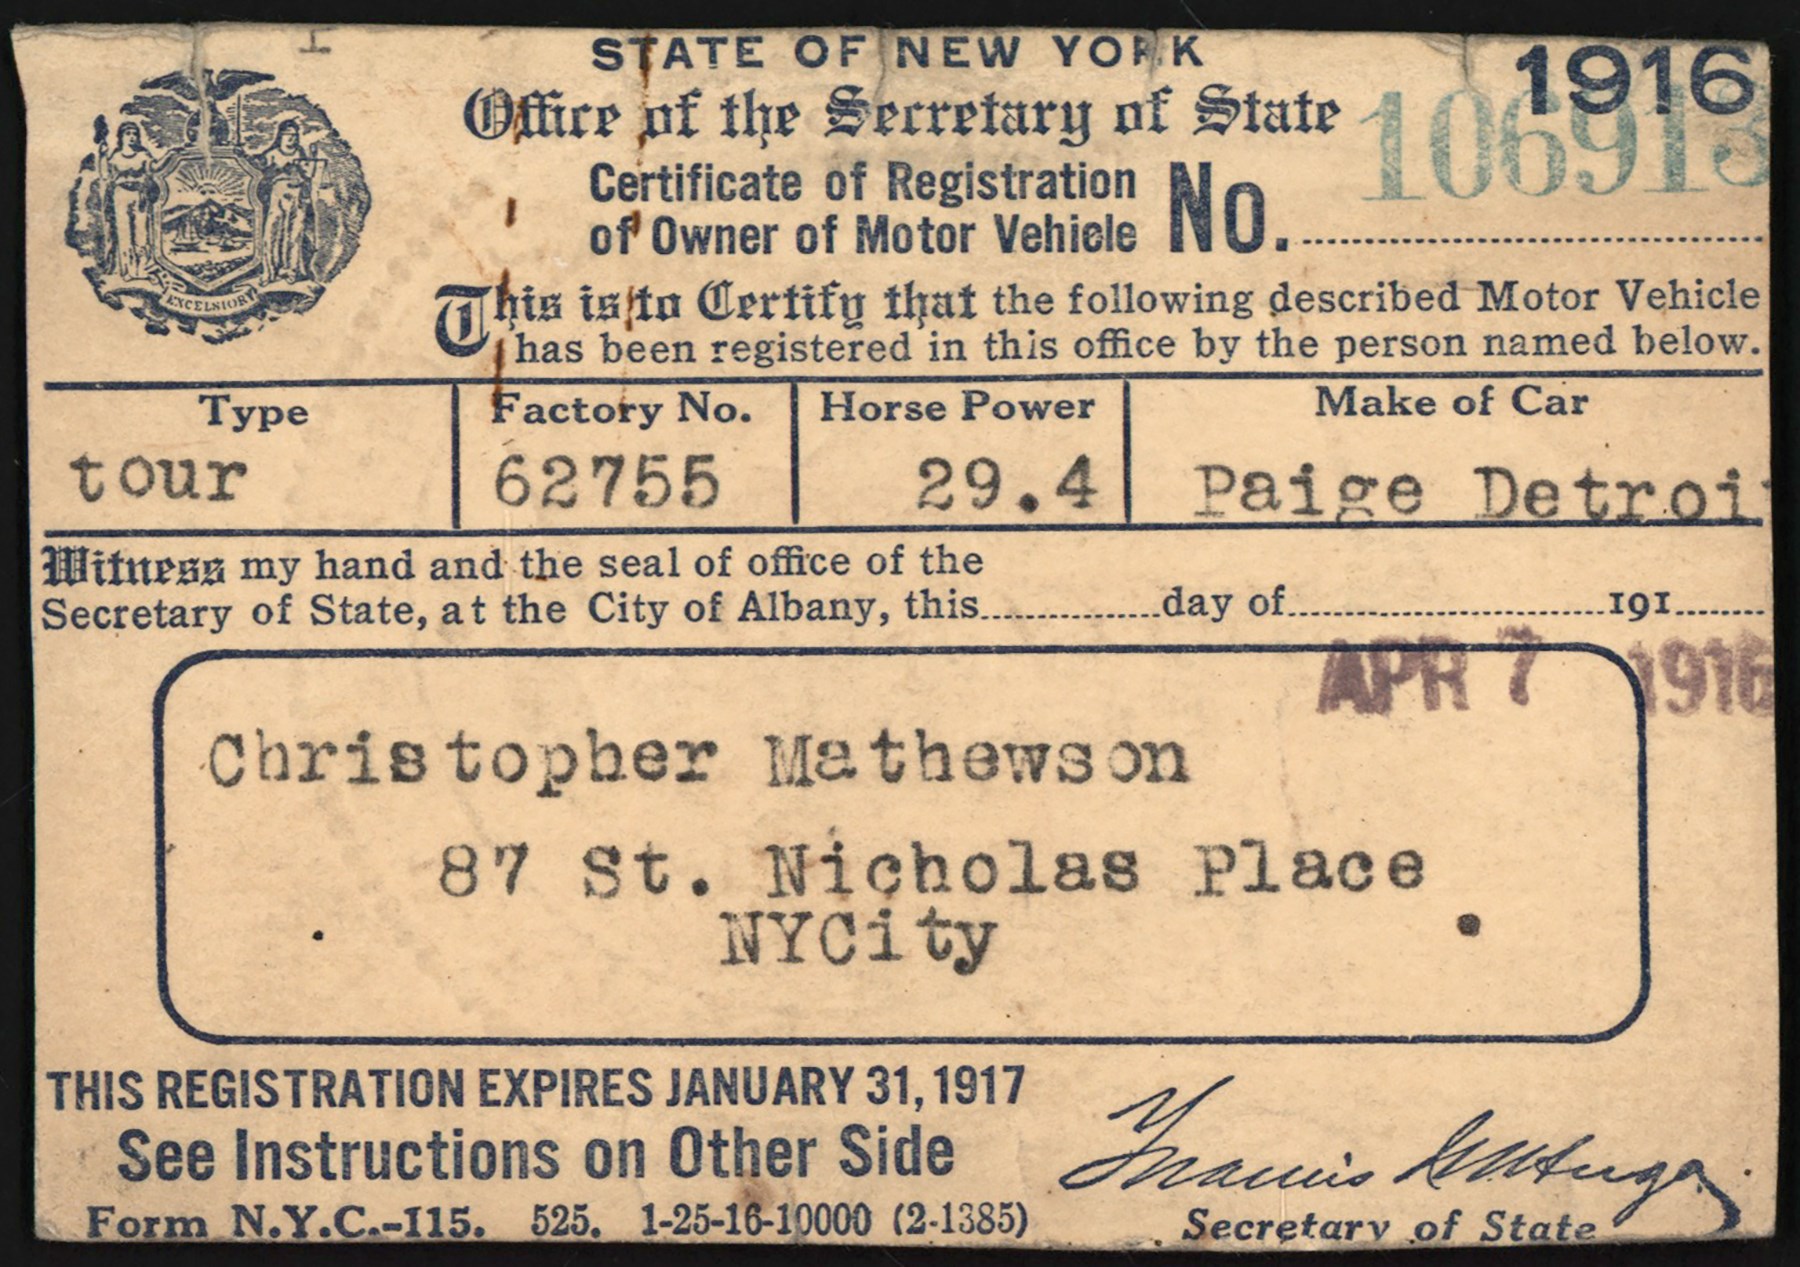 STATE OF NEW YORK 1916
Office of the Secretary of State 106913
Certificate of Registration
of Owner of Motor Vehicle No.
EXCELSIOR
This is to Certify that the following described Motor Vehicle
has been registered in this office by the person named below.
Type Factory No. Horse Power Make of Car
tour 62755 29.4 Paige Detroi
Witness my hand and the seal of office of the
Secretary of State, at the City of Albany, this day of 191
APR 7 1916
Christopher Mathewson
87 St. Nicholas Place
NYCity
THIS REGISTRATION EXPIRES JANUARY 31, 1917
See Instructions on Other Side
Francis
Form N.Y.C.-115. 525. 1-25-16-10000 (2-1385)
Secretary of State